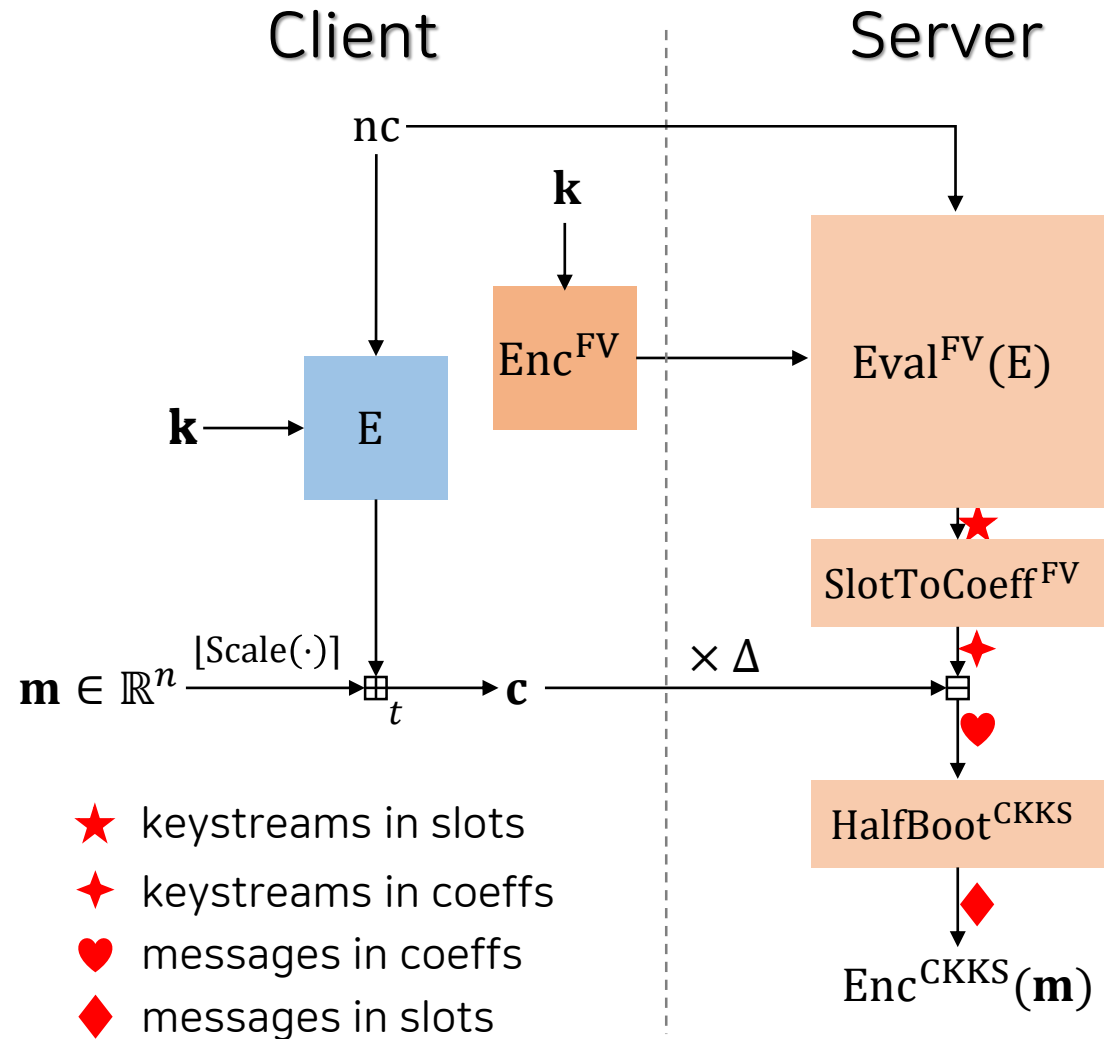 Client
Server
nc
k
Enc^FV
Eval^FV(E)
k
E
SlotToCoeff^FV
⌊Scale(·)⌉
× Δ
m ∈ ℝ^n
t
c
HalfBoot^CKKS
keystreams in slots
keystreams in coeffs
messages in coeffs
messages in slots
Enc^CKKS(m)